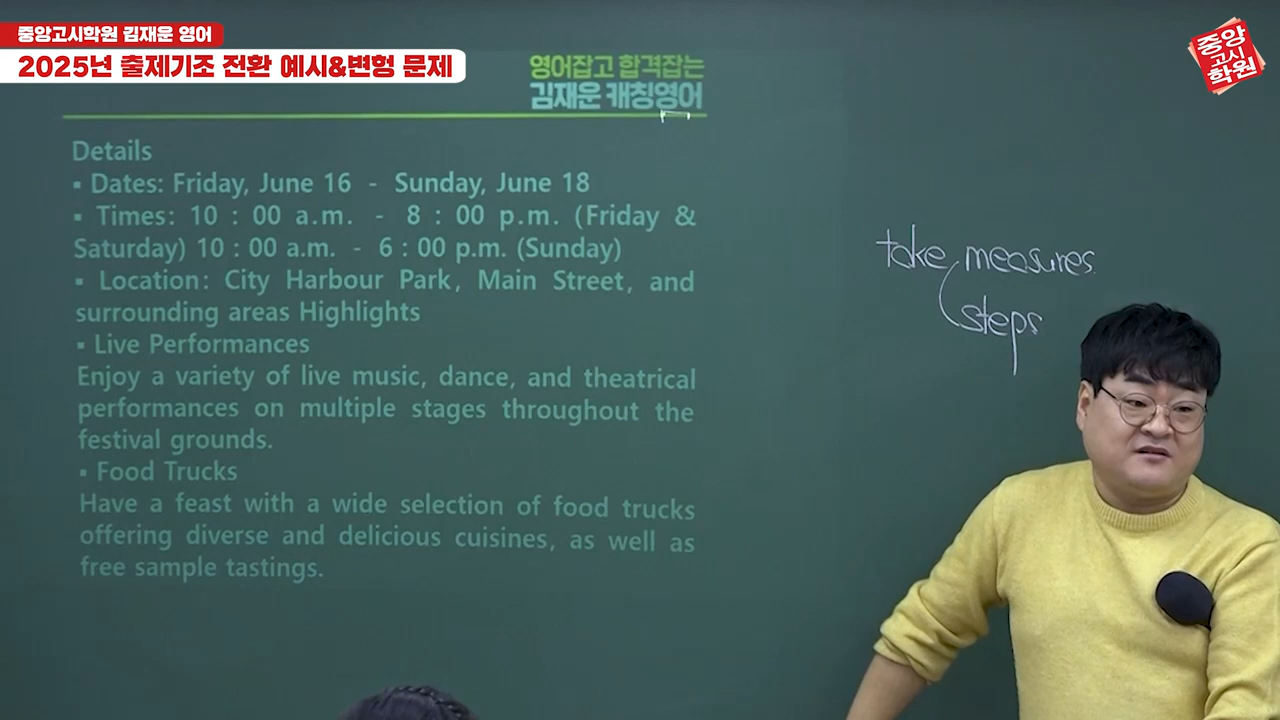 중앙고시학원 김재운 영어
2025년 출제기조 전환 예시&변형 문제
중앙
고시
학원
영어잡고 합격잡는
김재운 캐칭영어
Details
▪ Dates: Friday, June 16 - Sunday, June 18
▪ Times: 10 : 00 a.m. - 8 : 00 p.m. (Friday &
Saturday) 10 : 00 a.m. - 6 : 00 p.m. (Sunday)
▪ Location: City Harbour Park, Main Street, and
surrounding areas Highlights
▪ Live Performances
Enjoy a variety of live music, dance, and theatrical
performances on multiple stages throughout the
festival grounds.
▪ Food Trucks
Have a feast with a wide selection of food trucks
offering diverse and delicious cuisines, as well as
free sample tastings.
take measures
steps